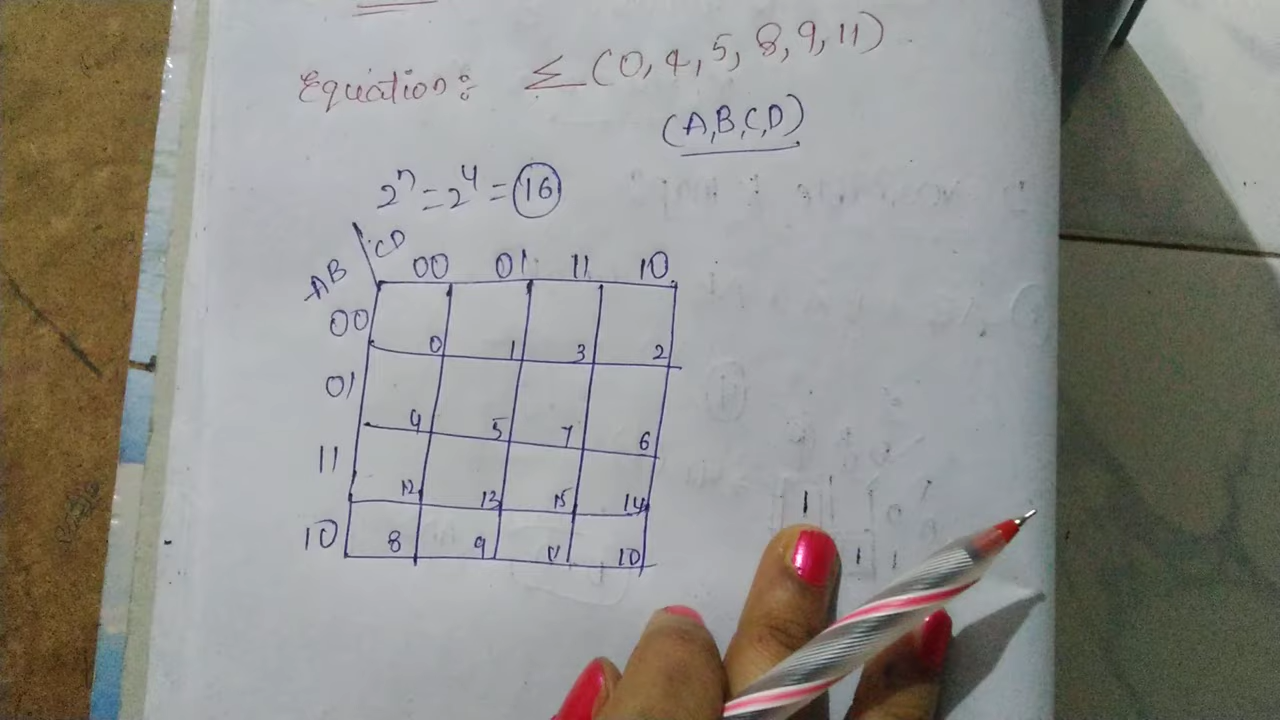 Equation: Σ(0,4,5,8,9,11)
(A,B,C,D)
2ⁿ = 2⁴ = 16
CD
AB 00 01 11 10
00 0 1 3 2
01 4 5 7 6
11 12 13 15 14
10 8 9 11 10